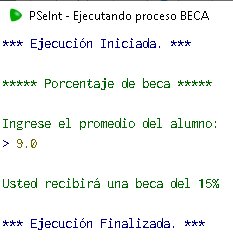 PSeInt - Ejecutando proceso BECA
*** Ejecución Iniciada. ***
***** Porcentaje de beca *****
Ingrese el promedio del alumno:
> 9.0
Usted recibirá una beca del 15%
*** Ejecución Finalizada. ***